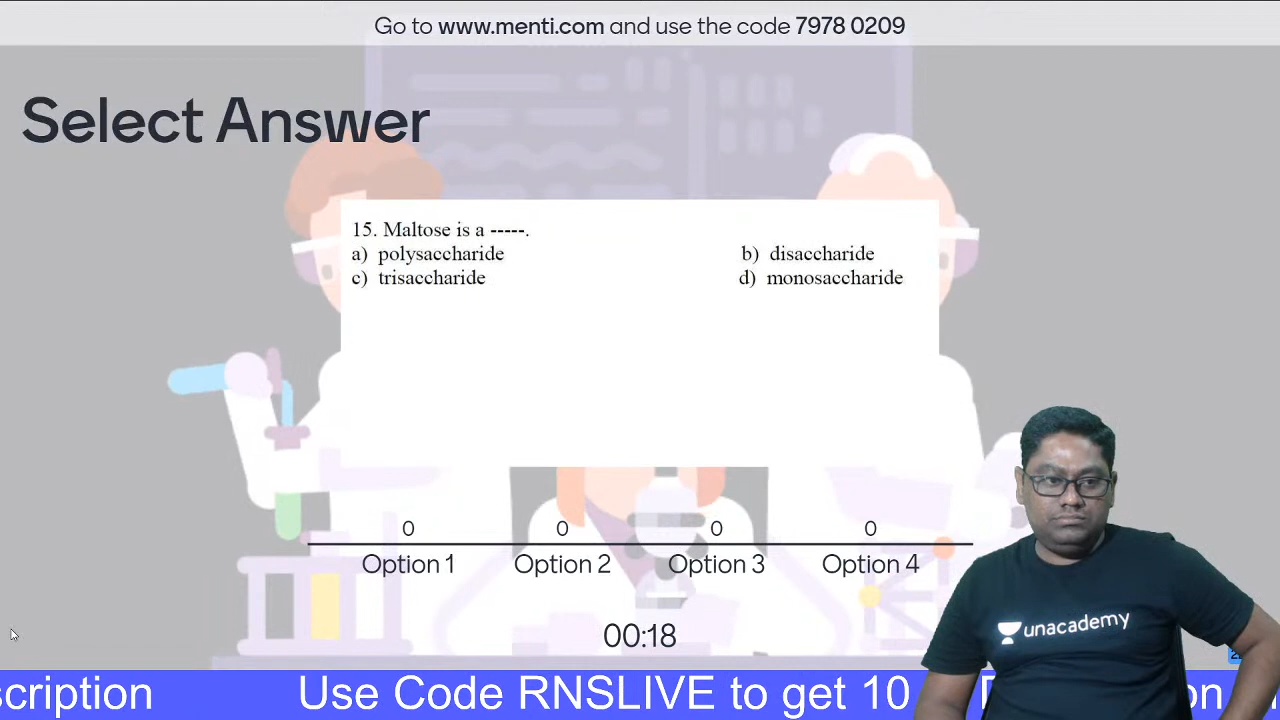 Go to www.menti.com and use the code 7978 0209
Select Answer
15. Maltose is a -----.
a) polysaccharide b) disaccharide
c) trisaccharide d) monosaccharide
0 0 0 0
Option 1 Option 2 Option 3 Option 4
00:18
unacademy
scription Use Code RNSLIVE to get 10